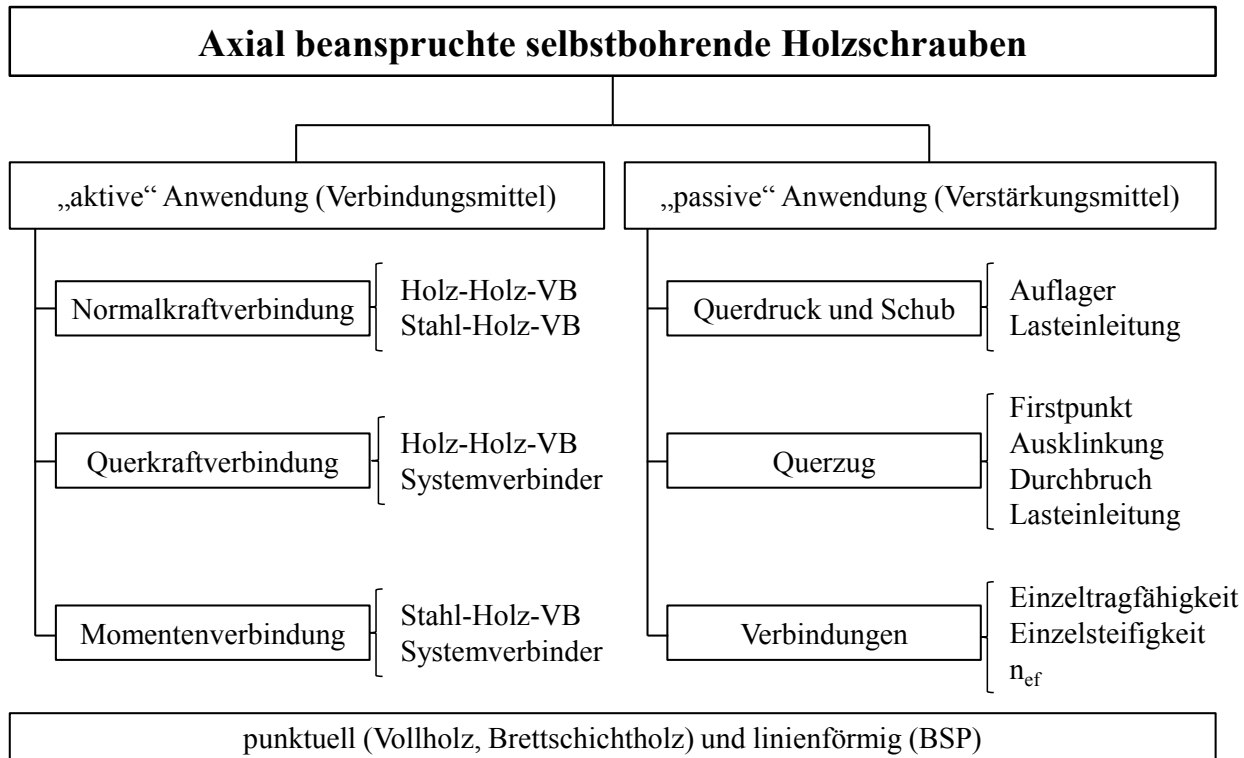 Axial beanspruchte selbstbohrende Holzschrauben
„aktive“ Anwendung (Verbindungsmittel)
Normalkraftverbindung
Holz-Holz-VB
Stahl-Holz-VB
Querkraftverbindung
Holz-Holz-VB
Systemverbinder
Momentenverbindung
Stahl-Holz-VB
Systemverbinder
„passive“ Anwendung (Verstärkungsmittel)
Querdruck und Schub
Auflager
Lasteinleitung
Querzug
Firstpunkt
Ausklinkung
Durchbruch
Lasteinleitung
Verbindungen
Einzeltragfähigkeit
Einzelsteifigkeit
n_ef
punktuell (Vollholz, Brettschichtholz) und linienförmig (BSP)